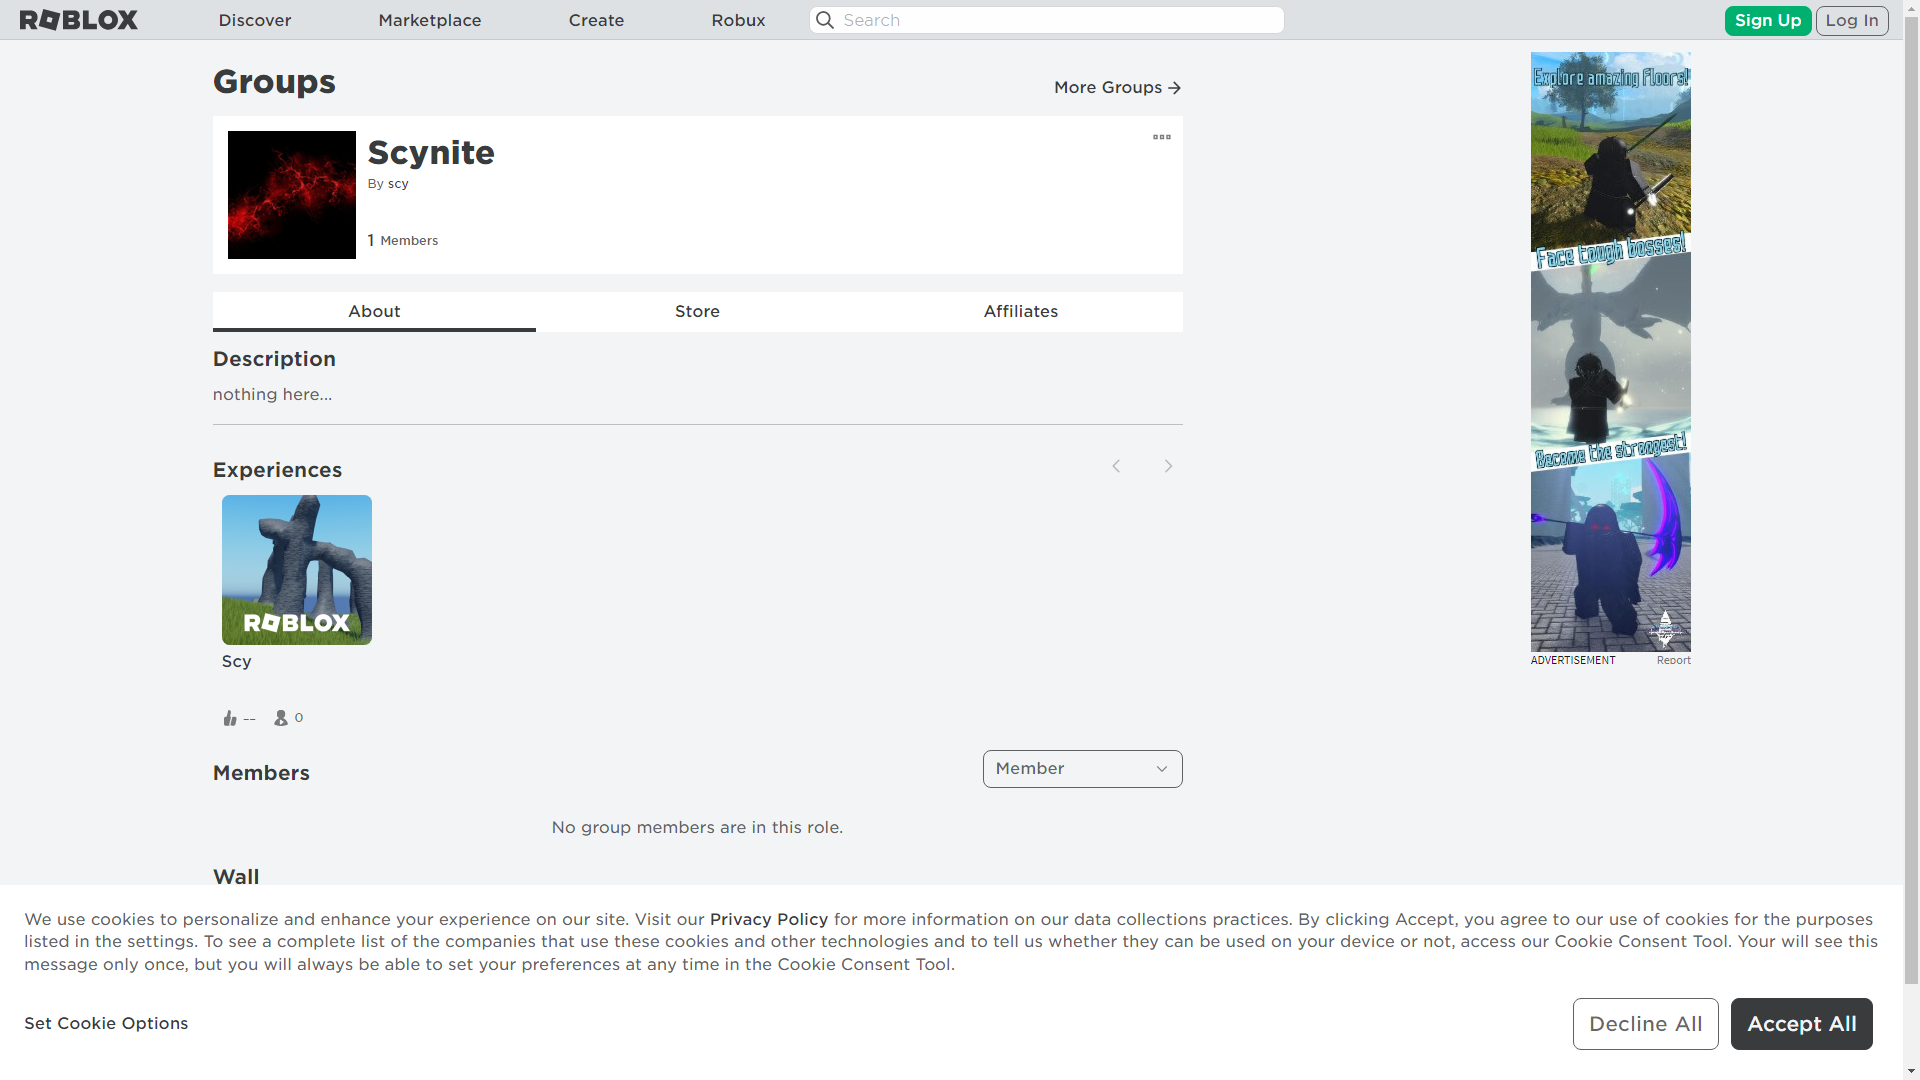 ROBLOX
Discover
Marketplace
Create
Robux
Search
Sign Up
Log In
Groups
More Groups
Scynite
By scy
1 Members
About
Store
Affiliates
Description
nothing here...
Experiences
ROBLOX
Scy
--
0
Members
Member
No group members are in this role.
Wall
Explore amazing floors!
Face tough bosses!
Become the strongest!
ADVERTISEMENT
Report
We use cookies to personalize and enhance your experience on our site. Visit our Privacy Policy for more information on our data collections practices. By clicking Accept, you agree to our use of cookies for the purposes
listed in the settings. To see a complete list of the companies that use these cookies and other technologies and to tell us whether they can be used on your device or not, access our Cookie Consent Tool. Your will see this
message only once, but you will always be able to set your preferences at any time in the Cookie Consent Tool.
Set Cookie Options
Decline All
Accept All